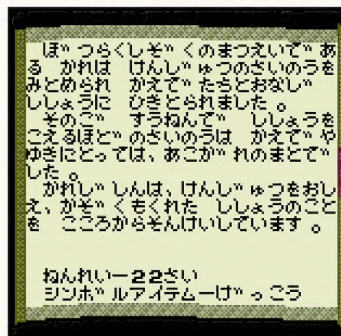 ぼつらくしぞくのまつえいであ
る かれは けんじゅつのさいのうを
みとめられ かえでたちとおなじ
ししょうに ひきとられました。
そのご すうねんで ししょうを
こえるほどのさいのうは かえでや
ゆきにとっては、あこがれのまとで
した。
かれじしんは、けんじゅつをおし
え、かぞくもくれた ししょうのこと
を こころからそんけいしています。
ねんれいー22さい
シンボルアイテムーげっこう